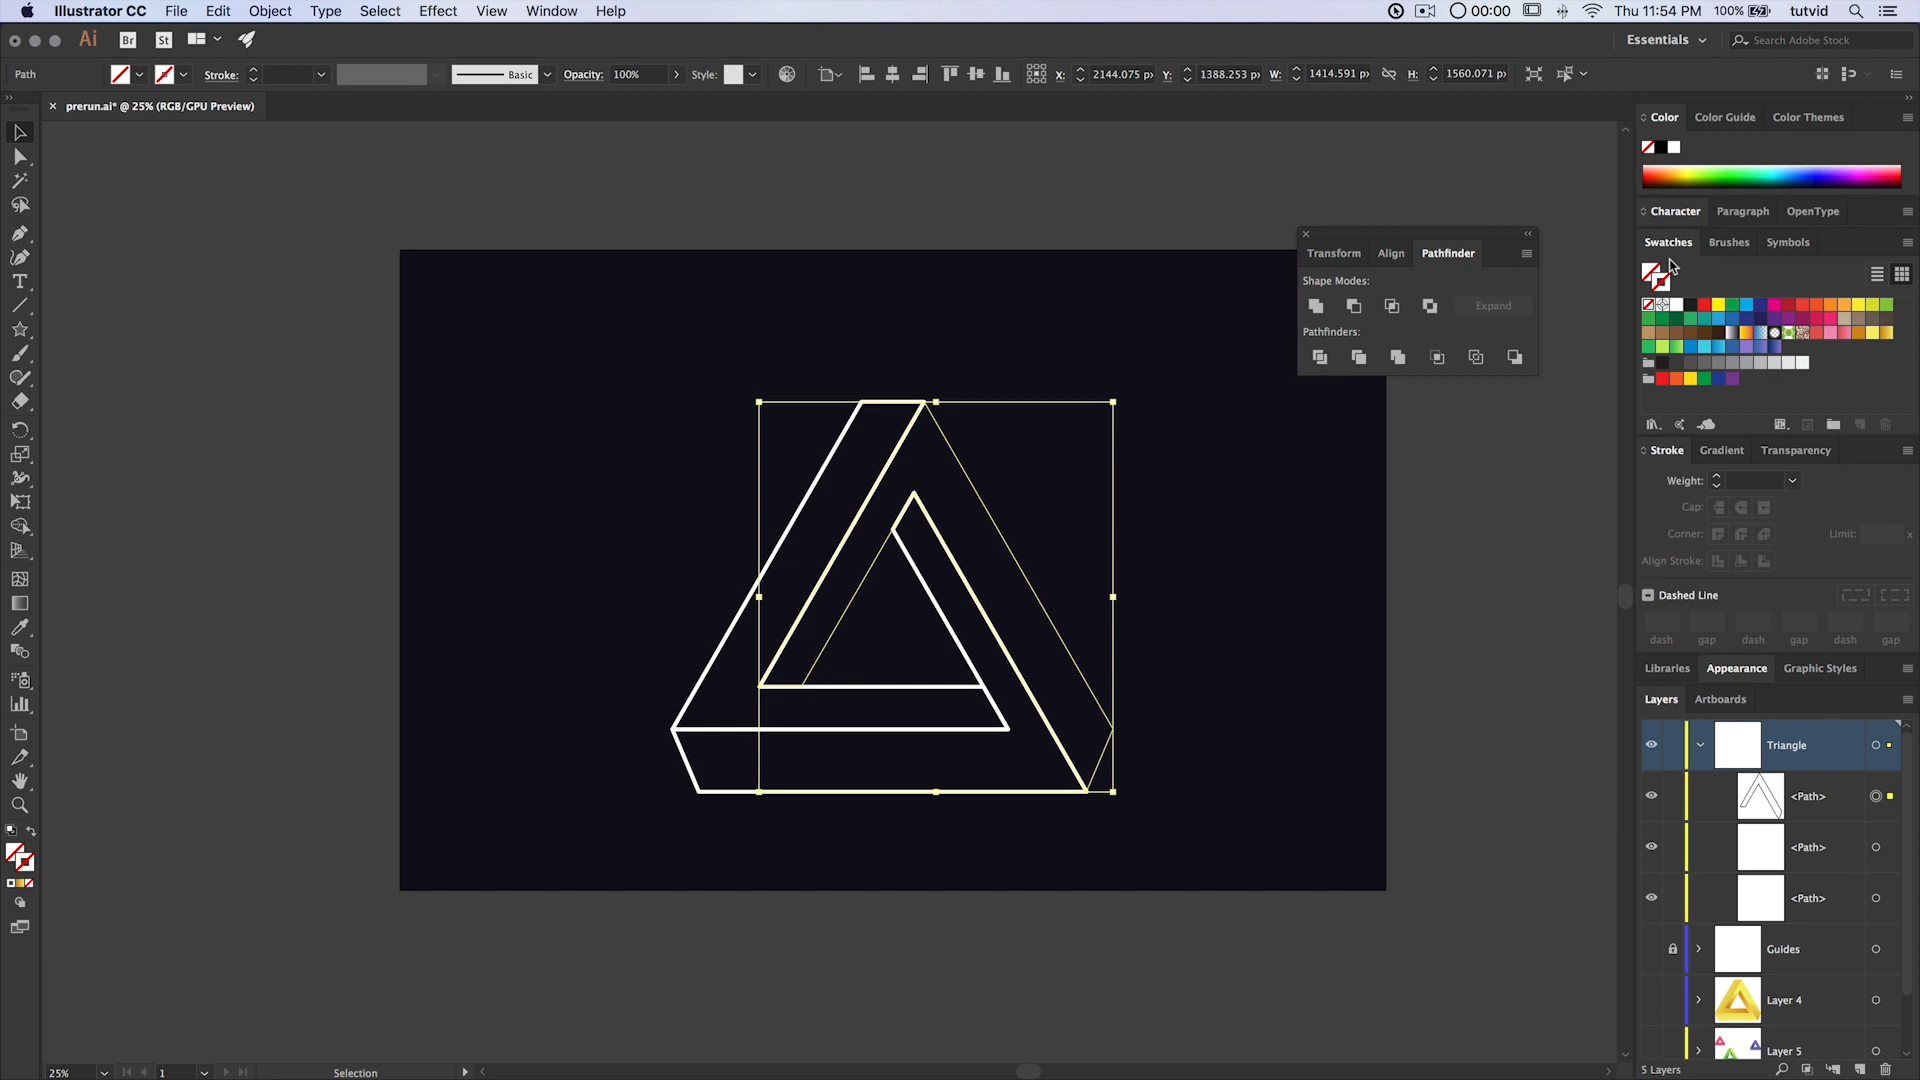 Illustrator CC File Edit Object Type Select Effect View Window Help 00:00 Thu 11:54 PM 100% tutvid
Ai Br St Essentials Search Adobe Stock
Path Stroke: Basic Opacity: 100% Style: X: 2144.075 px Y: 1388.253 px W: 1414.591 px H: 1560.071 px
× prerun.ai* @ 25% (RGB/GPU Preview)
Color Color Guide Color Themes
Character Paragraph OpenType
Swatches Brushes Symbols
Transform Align Pathfinder
Shape Modes:
Expand
Pathfinders:
Stroke Gradient Transparency
Weight:
Cap:
Corner: Limit: x
Align Stroke:
Dashed Line
dash gap dash gap dash gap
Libraries Appearance Graphic Styles
Layers Artboards
Triangle
<Path>
<Path>
<Path>
Guides
Layer 4
Layer 5
25% 1 Selection 5 Layers